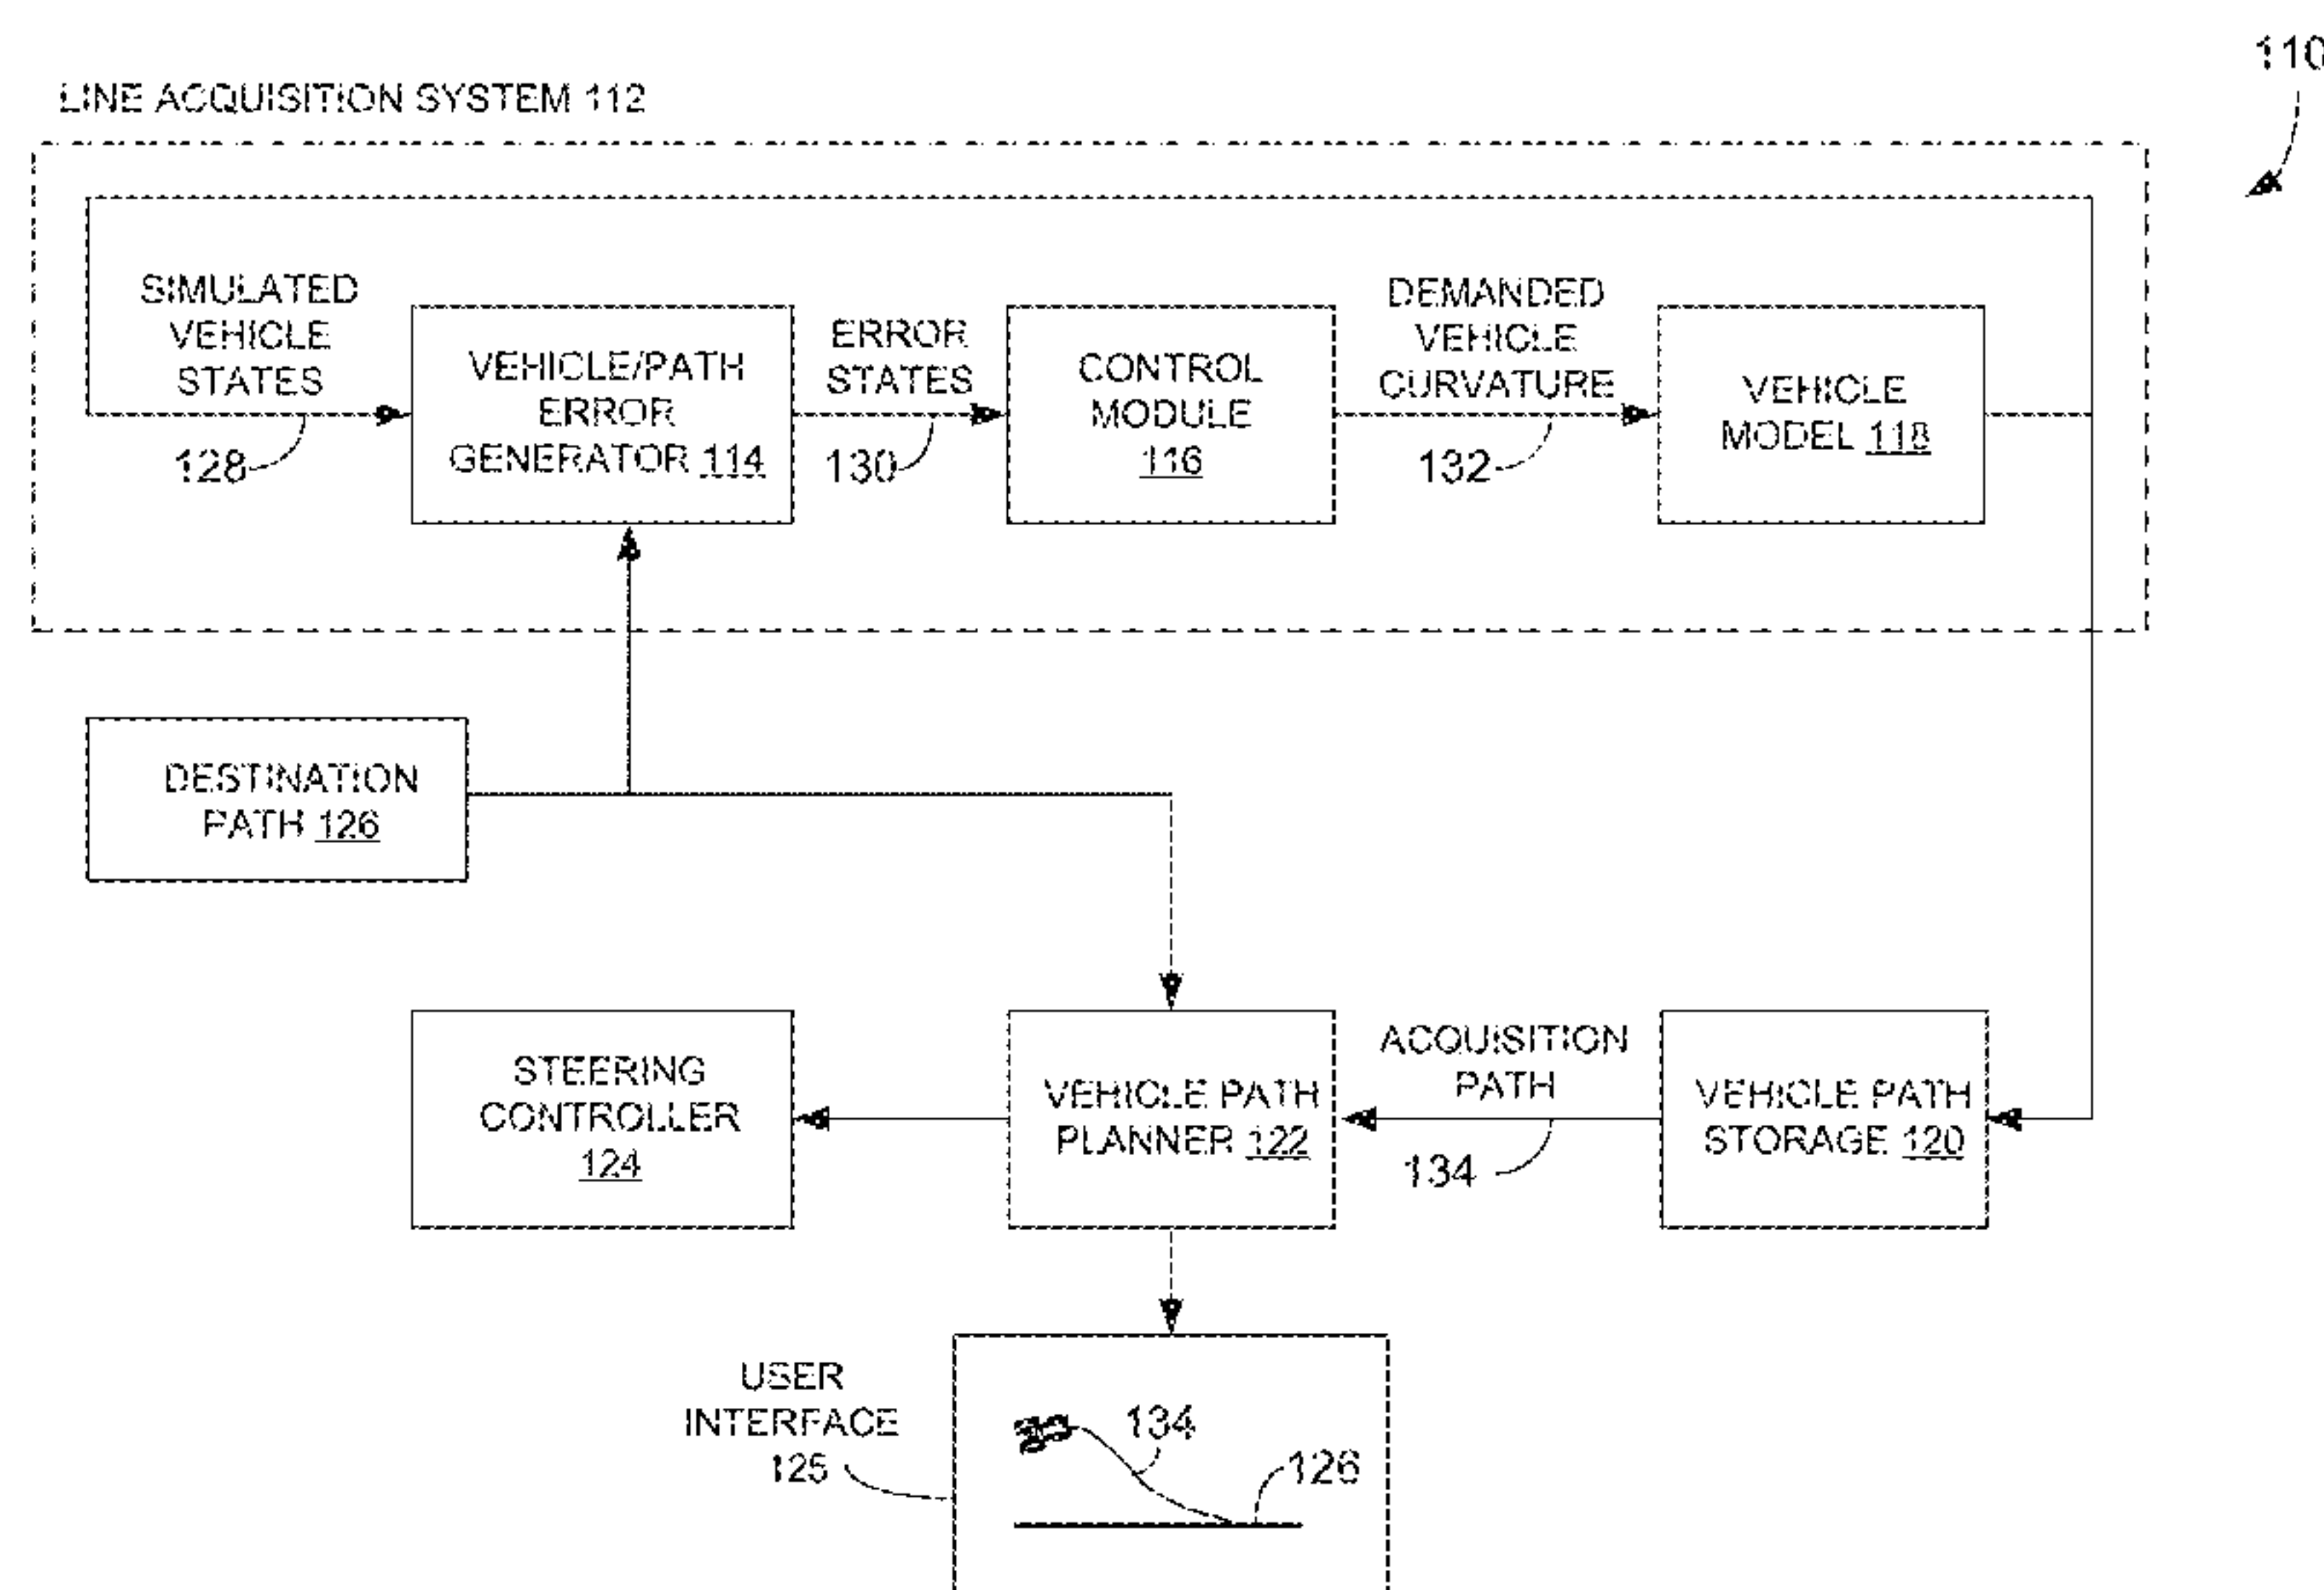 110
LINE ACQUISITION SYSTEM 112
SIMULATED
VEHICLE
STATES
128
VEHICLE/PATH
ERROR
GENERATOR 114
ERROR
STATES
130
CONTROL
MODULE
116
DEMANDED
VEHICLE
CURVATURE
132
VEHICLE
MODEL 118
DESTINATION
PATH 126
STEERING
CONTROLLER
124
VEHICLE PATH
PLANNER 122
ACQUISITION
PATH
134
VEHICLE PATH
STORAGE 120
USER
INTERFACE
125
134
126